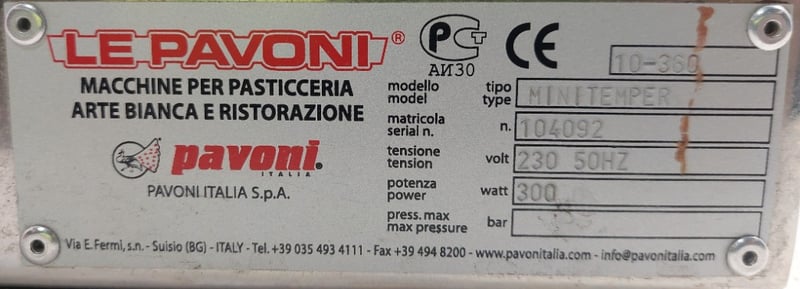 LE PAVONI®
MACCHINE PER PASTICCERIA
ARTE BIANCA E RISTORAZIONE
pavoni®
ITALIA
PAVONI ITALIA S.p.A.
РСТ
АИ30
CE
10-360
modello tipo
model type MINITEMPER
matricola
serial n. n. 104092
tensione
tension volt 230 50HZ
potenza
power watt 300
press. max
max pressure bar
Via E. Fermi, s.n. - Suisio (BG) - ITALY - Tel. +39 035 493 4111 - Fax +39 494 8200 - www.pavonitalia.com - info@pavonitalia.com